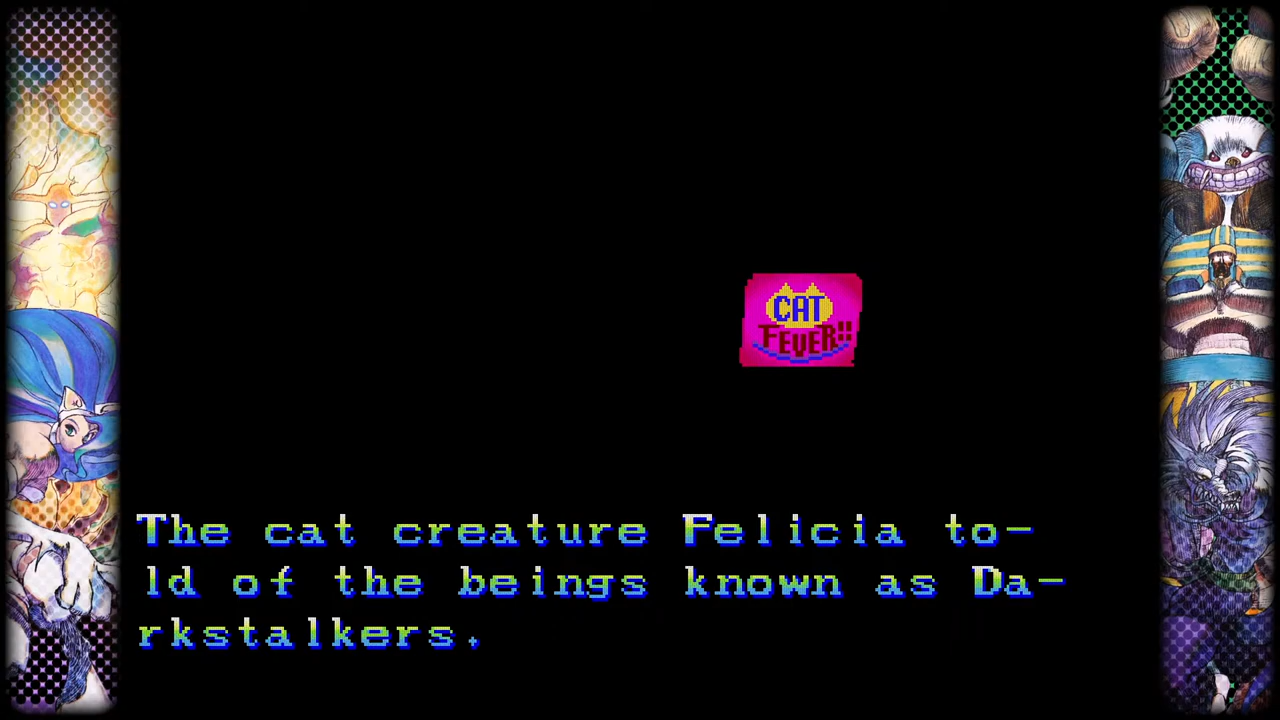 CAT
FEVER!!
The cat creature Felicia to-
ld of the beings known as Da-
rkstalkers.